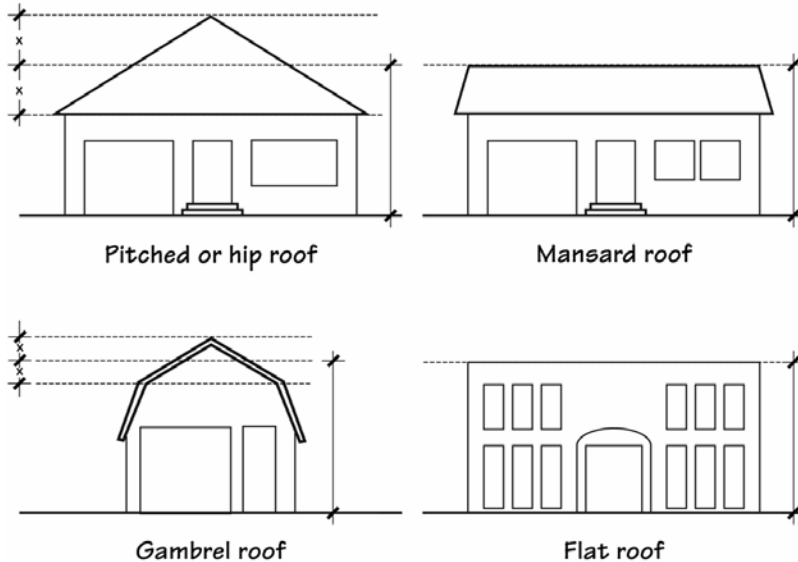 x
x
Pitched or hip roof
Mansard roof
x
x
Gambrel roof
Flat roof